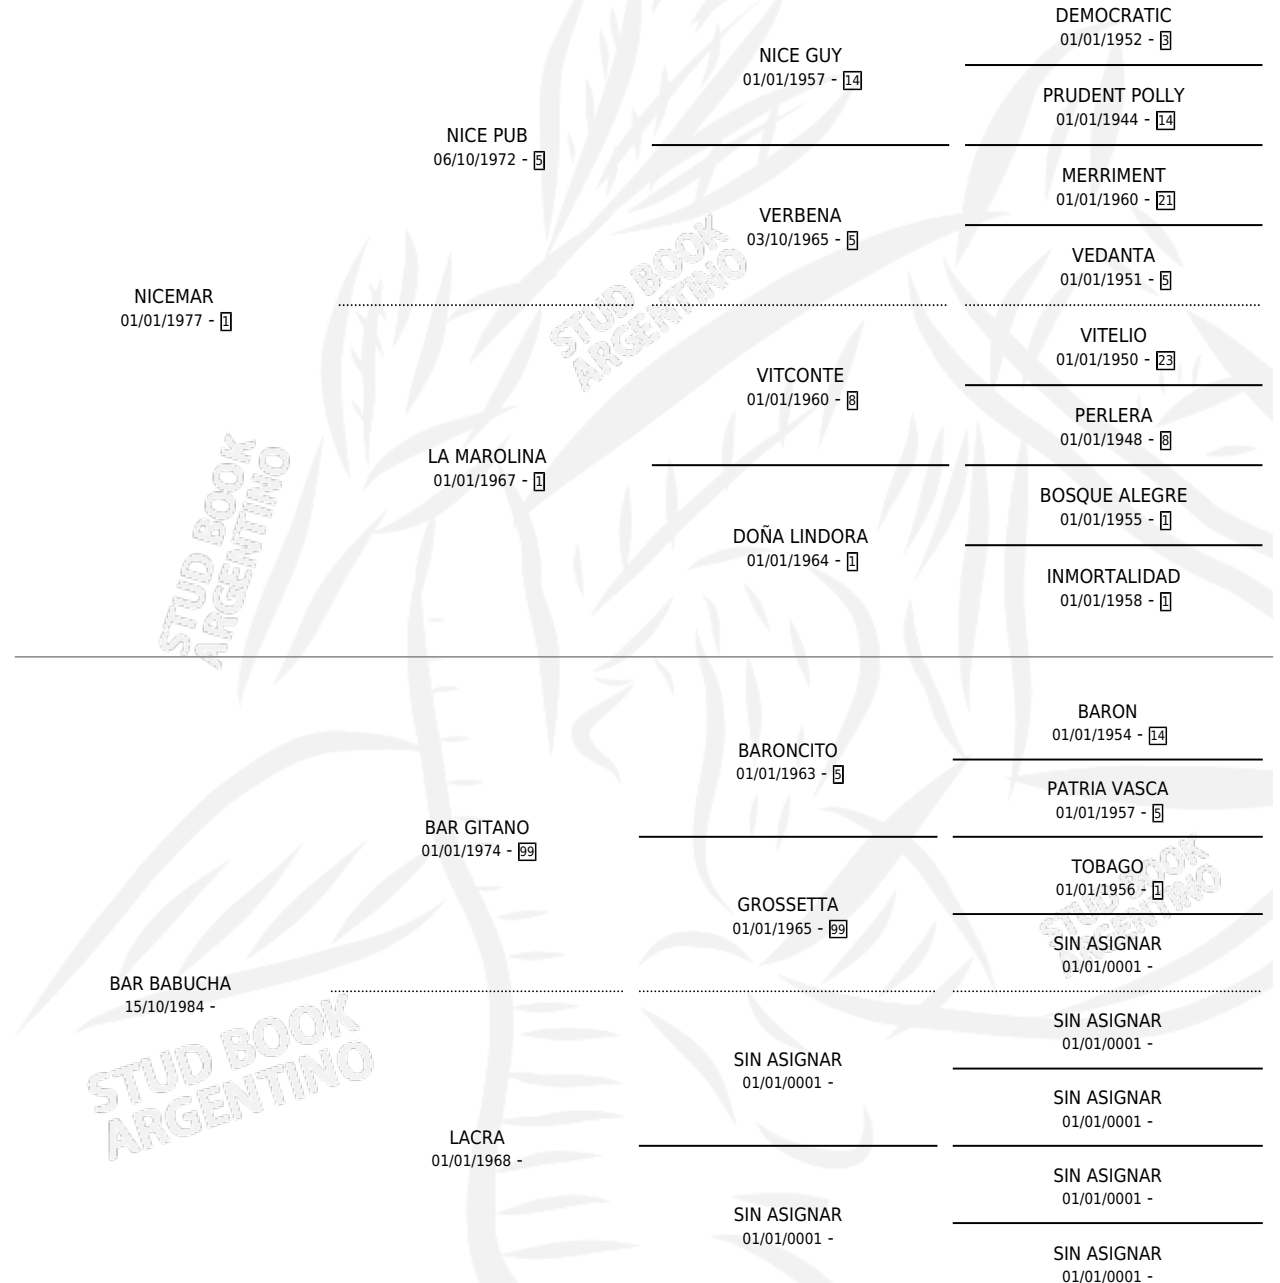 DEMOCRATIC
01/01/1952 - 3
NICE GUY
01/01/1957 - 14
PRUDENT POLLY
01/01/1944 - 14
NICE PUB
06/10/1972 - 5
MERRIMENT
01/01/1960 - 21
VERBENA
03/10/1965 - 5
VEDANTA
01/01/1951 - 5
NICEMAR
01/01/1977 - 1
VITELIO
01/01/1950 - 23
VITCONTE
01/01/1960 - 8
PERLERA
01/01/1948 - 8
LA MAROLINA
01/01/1967 - 1
BOSQUE ALEGRE
01/01/1955 - 1
DOÑA LINDORA
01/01/1964 - 1
INMORTALIDAD
01/01/1958 - 1
BARON
01/01/1954 - 14
BARONCITO
01/01/1963 - 5
PATRIA VASCA
01/01/1957 - 5
BAR GITANO
01/01/1974 - 99
TOBAGO
01/01/1956 - 1
GROSSETTA
01/01/1965 - 99
SIN ASIGNAR
01/01/0001 -
BAR BABUCHA
15/10/1984 -
SIN ASIGNAR
01/01/0001 -
SIN ASIGNAR
01/01/0001 -
SIN ASIGNAR
01/01/0001 -
LACRA
01/01/1968 -
SIN ASIGNAR
01/01/0001 -
SIN ASIGNAR
01/01/0001 -
SIN ASIGNAR
01/01/0001 -
STUD BOOK
ARGENTINO
STUD BOOK
ARGENTINO
STUD BOOK
ARGENTINO
STUD BOOK
ARGENTINO